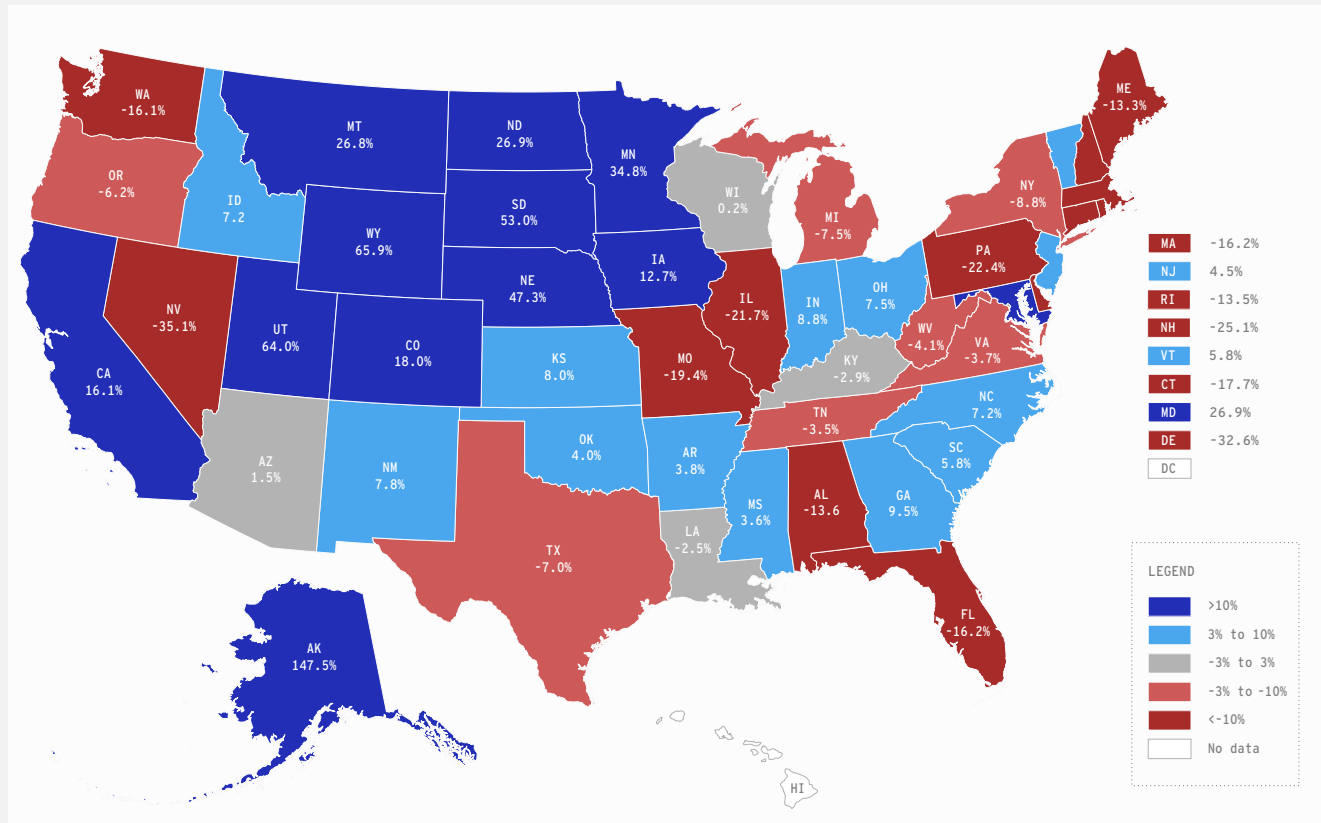 WA
-16.1%
OR
-6.2%
CA
16.1%
NV
-35.1%
ID
7.2
MT
26.8%
WY
65.9%
UT
64.0%
CO
18.0%
AZ
1.5%
NM
7.8%
ND
26.9%
SD
53.0%
NE
47.3%
KS
8.0%
OK
4.0%
TX
-7.0%
MN
34.8%
IA
12.7%
MO
-19.4%
AR
3.8%
LA
-2.5%
WI
0.2%
IL
-21.7%
MI
-7.5%
IN
8.8%
OH
7.5%
KY
-2.9%
TN
-3.5%
MS
3.6%
AL
-13.6
GA
9.5%
FL
-16.2%
SC
5.8%
NC
7.2%
WV
-4.1%
VA
-3.7%
PA
-22.4%
NY
-8.8%
ME
-13.3%
AK
147.5%
HI
MA -16.2%
NJ 4.5%
RI -13.5%
NH -25.1%
VT 5.8%
CT -17.7%
MD 26.9%
DE -32.6%
DC
LEGEND
>10%
3% to 10%
-3% to 3%
-3% to -10%
<-10%
No data